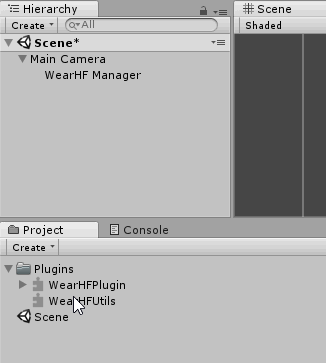 Hierarchy
Scene
Create
All
Shaded
Scene*
Main Camera
WearHF Manager
Project
Console
Create
Plugins
WearHFPlugin
WearHFUtils
Scene